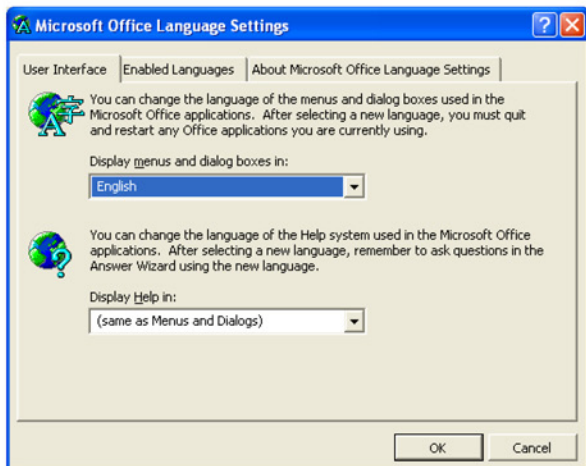 Microsoft Office Language Settings
User Interface
Enabled Languages
About Microsoft Office Language Settings
You can change the language of the menus and dialog boxes used in the
Microsoft Office applications. After selecting a new language, you must quit
and restart any Office applications you are currently using.
Display menus and dialog boxes in:
English
You can change the language of the Help system used in the Microsoft Office
applications. After selecting a new language, remember to ask questions in the
Answer Wizard using the new language.
Display Help in:
(same as Menus and Dialogs)
OK
Cancel